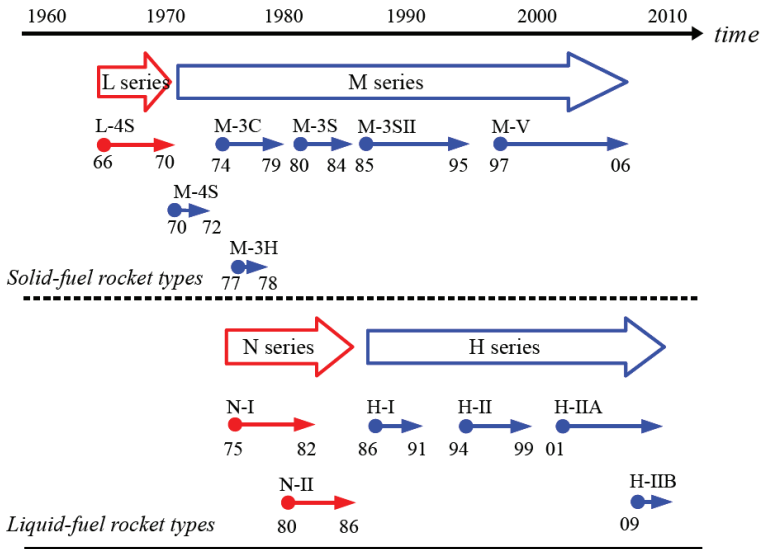 1960 1970 1980 1990 2000 2010
time
L series M series
L-4S M-3C M-3S M-3SII M-V
66 70 74 79 80 84 85 95 97 06
M-4S
70 72
M-3H
Solid-fuel rocket types 77 78
N series H series
N-I H-I H-II H-IIA
75 82 86 91 94 99 01
N-II H-IIB
Liquid-fuel rocket types 80 86 09